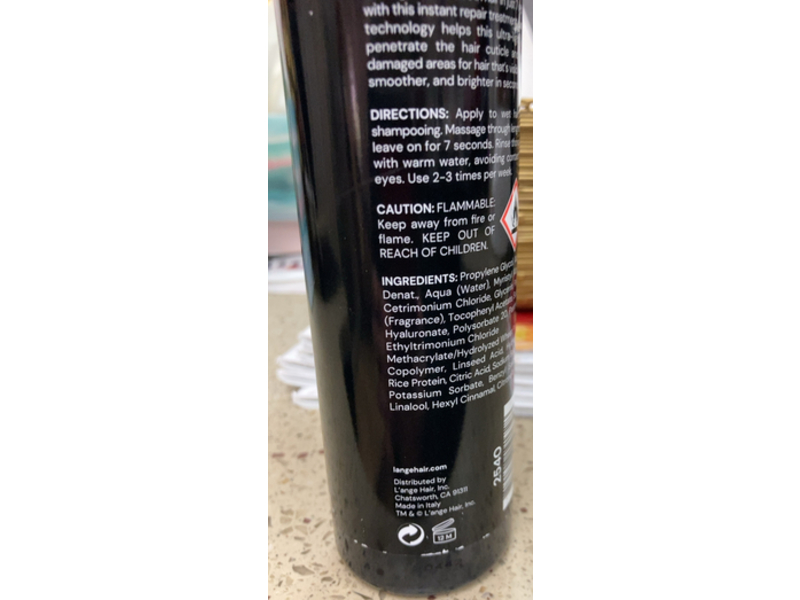 with this instant repair
technology helps this
penetrate the hair cuticle
damaged areas for hair that's
smoother, and brighter in
DIRECTIONS: Apply to wet
shampooing. Massage through
leave on for 7 seconds. Rinse
with warm water, avoiding
eyes. Use 2-3 times per week.
CAUTION: FLAMMABLE:
Keep away from fire or
flame. KEEP OUT OF
REACH OF CHILDREN.
INGREDIENTS: Propylene
Denat., Aqua (Water),
Cetrimonium Chloride,
(Fragrance), Tocopheryl
Hyaluronate, Polysorbate 20,
Ethyltrimonium Chloride
Methacrylate/Hydrolyzed
Copolymer, Linseed Acid,
Rice Protein, Citric Acid,
Potassium Sorbate,
Linalool, Hexyl Cinnamal,
langehair.com
Distributed by
L'ange Hair, Inc.
Chatsworth, CA 91311
Made in Italy
TM & © L'ange Hair, Inc.
12 M
2540